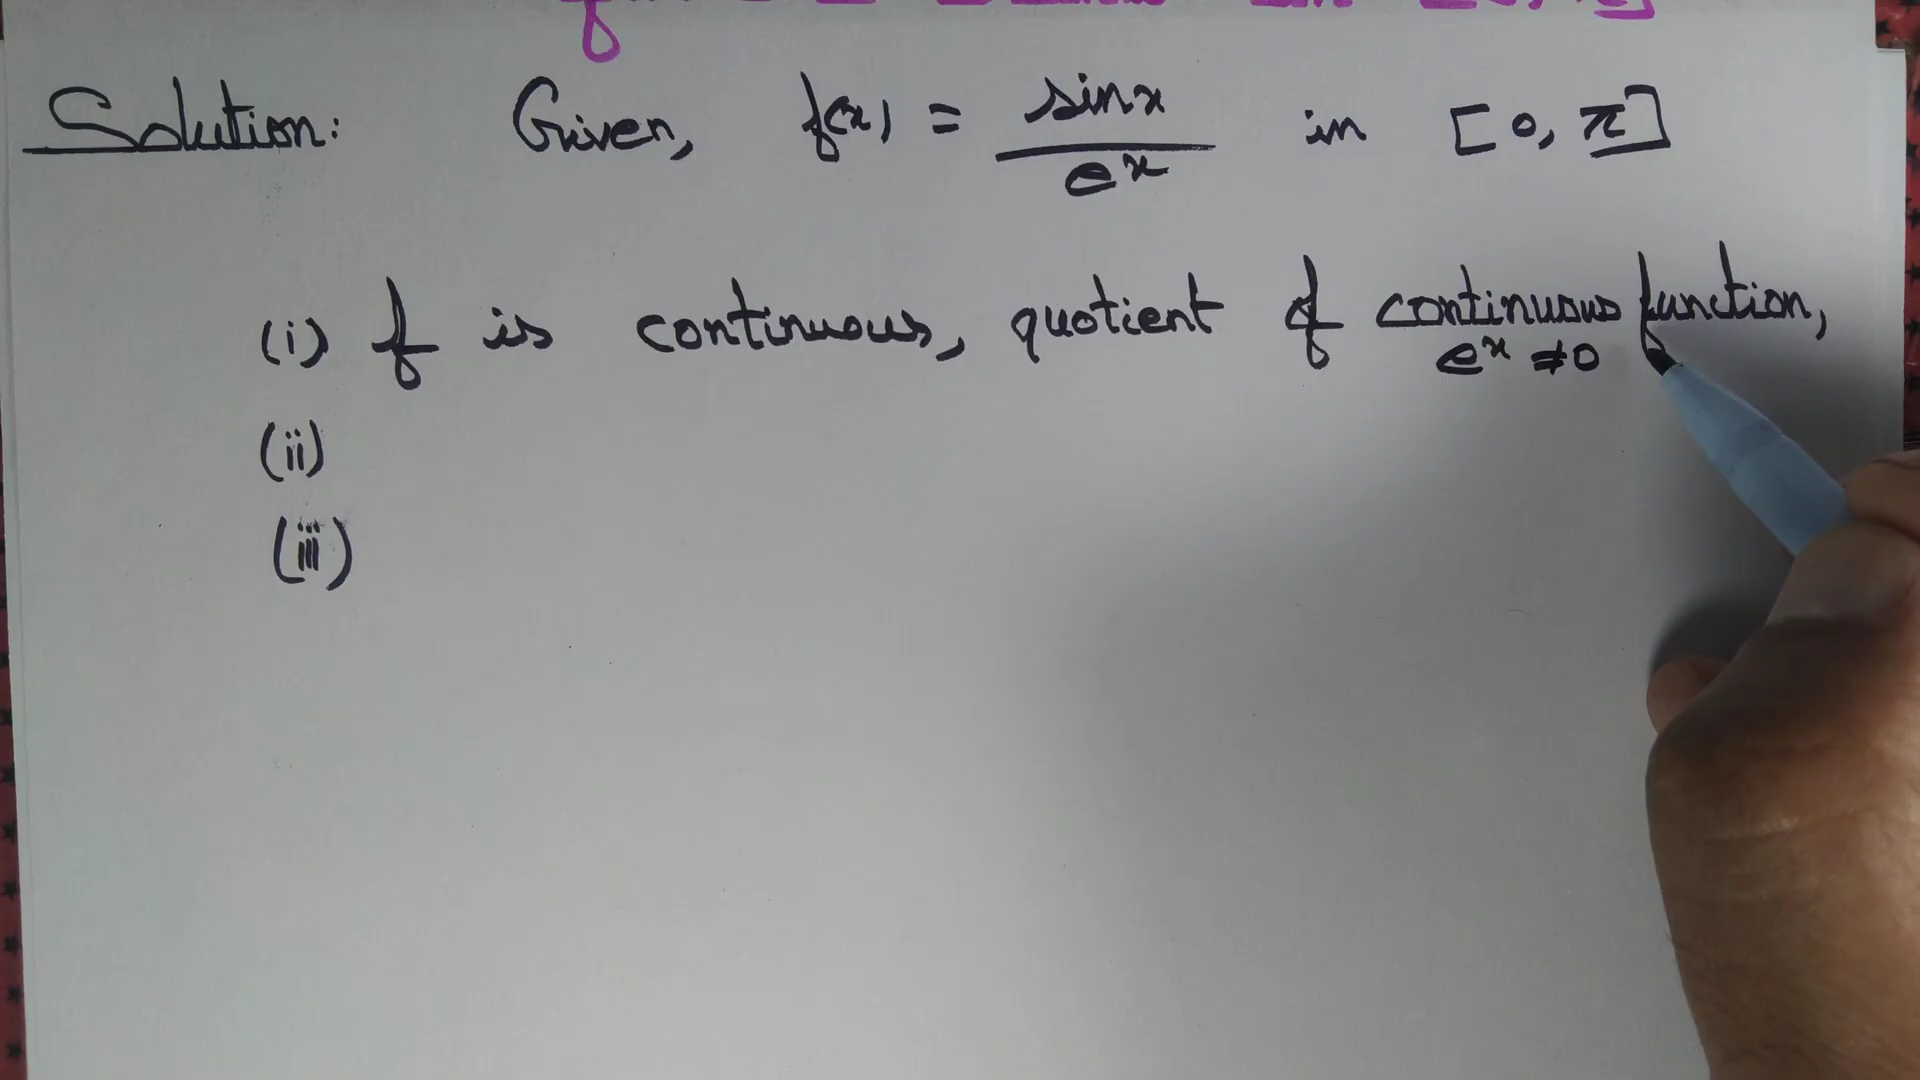 Solution: Given, f(x) = sinx / e^x in [0, π]
(i) f is continuous, quotient of continuous function,
e^x ≠ 0
(ii)
(iii)